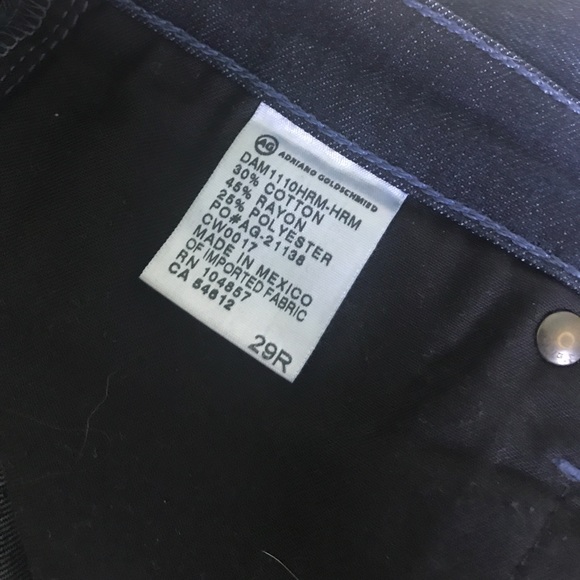 AG ADRIANO GOLDSCHMIED
DAM1110HRM-HRM
30% COTTON
45% RAYON
25% POLYESTER
PO#AG-21138
CW0017
MADE IN MEXICO
OF IMPORTED FABRIC
RN 104857
CA 54612
29R